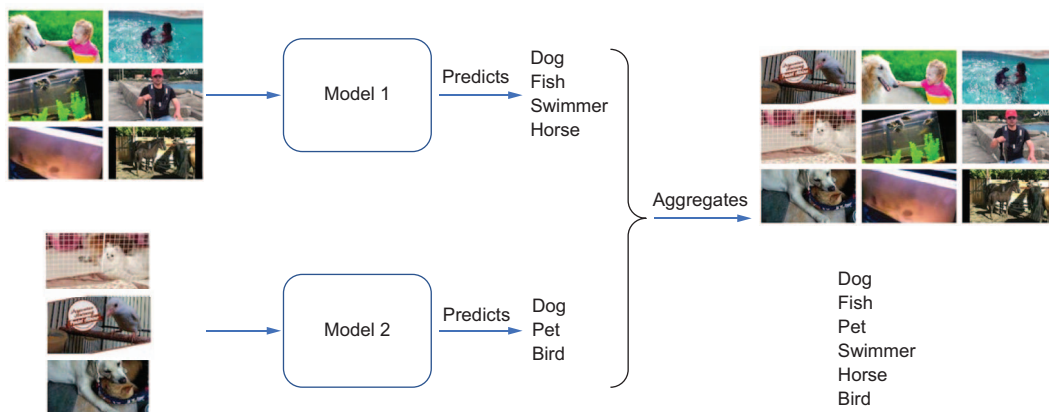 Model 1
Predicts
Dog
Fish
Swimmer
Horse
Aggregates
Model 2
Predicts
Dog
Pet
Bird
Dog
Fish
Pet
Swimmer
Horse
Bird